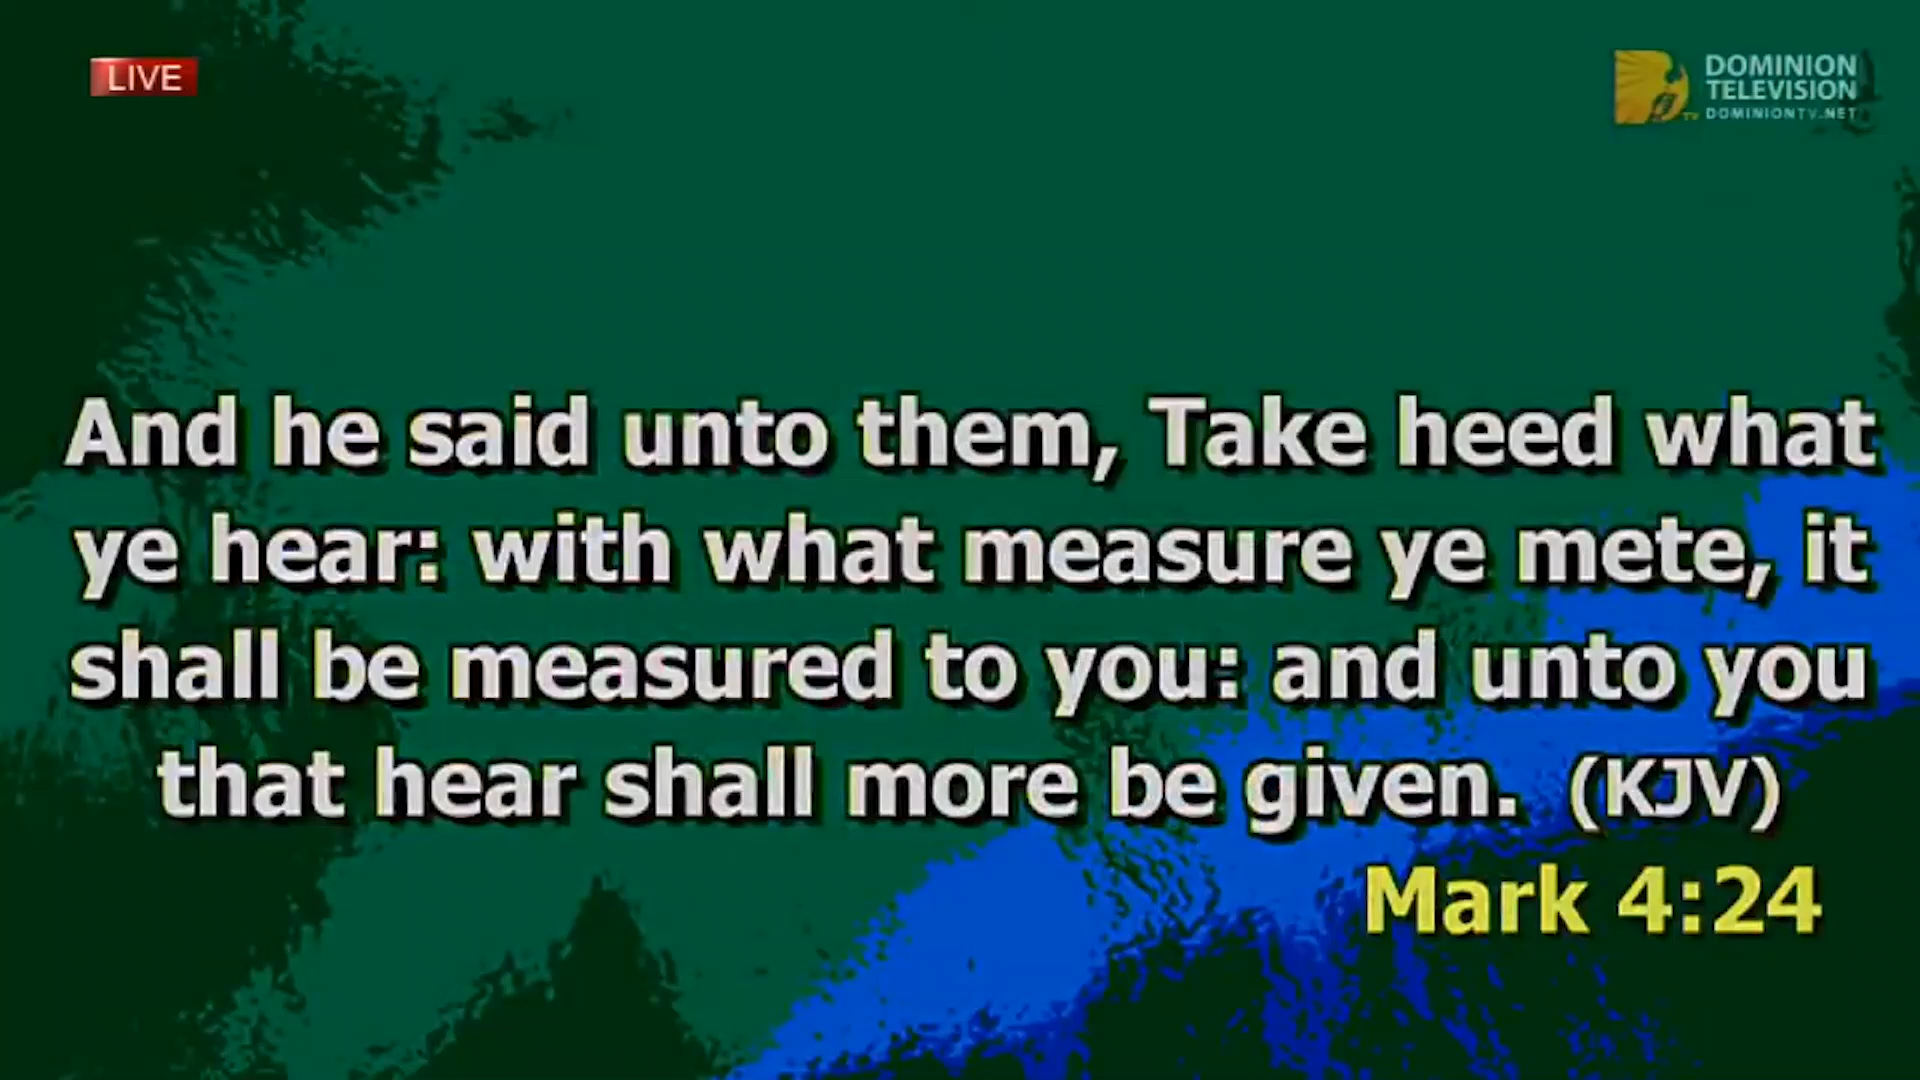 LIVE
DOMINION
TELEVISION
TV DOMINIONTV.NET
And he said unto them, Take heed what
ye hear: with what measure ye mete, it
shall be measured to you: and unto you
that hear shall more be given. (KJV)
Mark 4:24